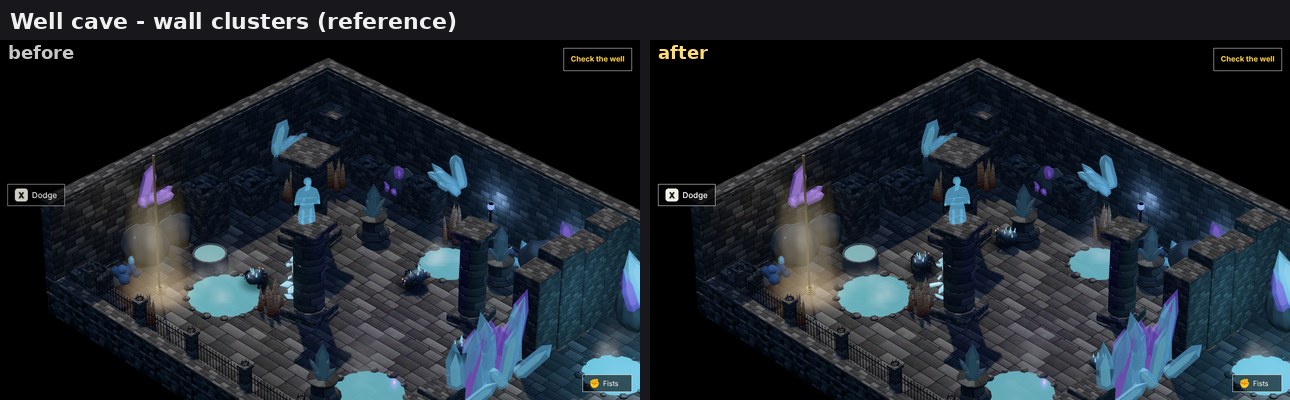 Well cave - wall clusters (reference)
before
after
Check the well
Check the well
X Dodge
X Dodge
Fists
Fists